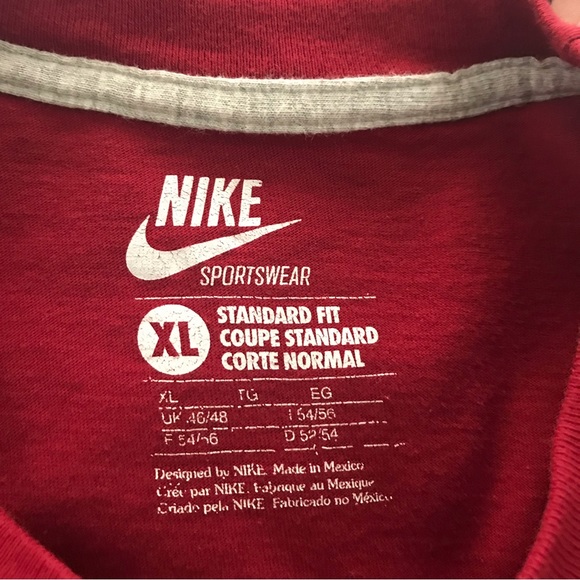 NIKE
SPORTSWEAR
XL
STANDARD FIT
COUPE STANDARD
CORTE NORMAL
XL TG EG
UK 46/48 I 54/56
F 54/56 D 52/54
Designed by NIKE. Made in Mexico
Créé par NIKE. Fabriqué au Mexique
Criado pelo NIKE Fabricado no México.